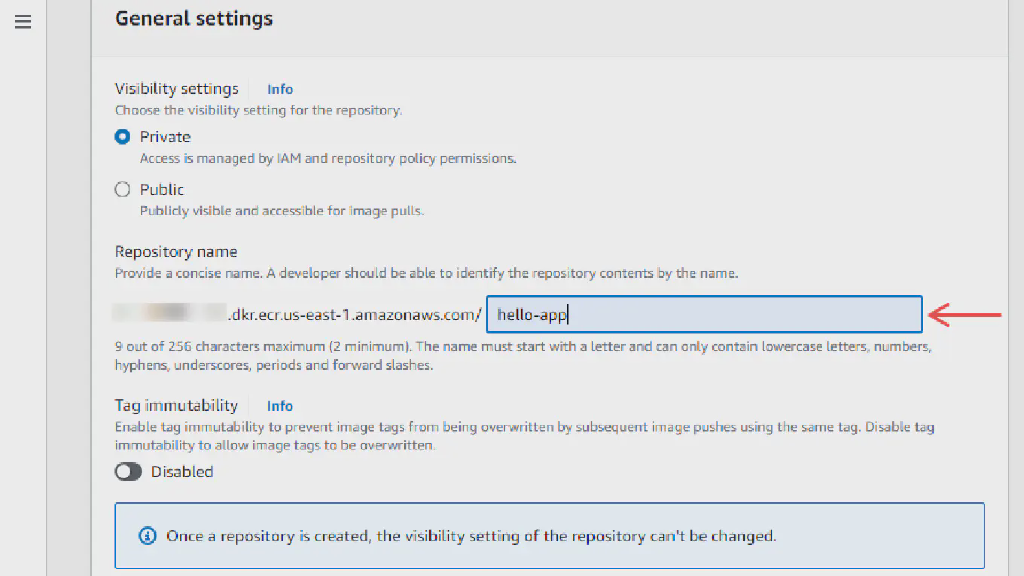 General settings
Visibility settings Info
Choose the visibility setting for the repository.
Private
Access is managed by IAM and repository policy permissions.
Public
Publicly visible and accessible for image pulls.
Repository name
Provide a concise name. A developer should be able to identify the repository contents by the name.
.dkr.ecr.us-east-1.amazonaws.com/ hello-app
9 out of 256 characters maximum (2 minimum). The name must start with a letter and can only contain lowercase letters, numbers,
hyphens, underscores, periods and forward slashes.
Tag immutability Info
Enable tag immutability to prevent image tags from being overwritten by subsequent image pushes using the same tag. Disable tag
immutability to allow image tags to be overwritten.
Disabled
Once a repository is created, the visibility setting of the repository can't be changed.